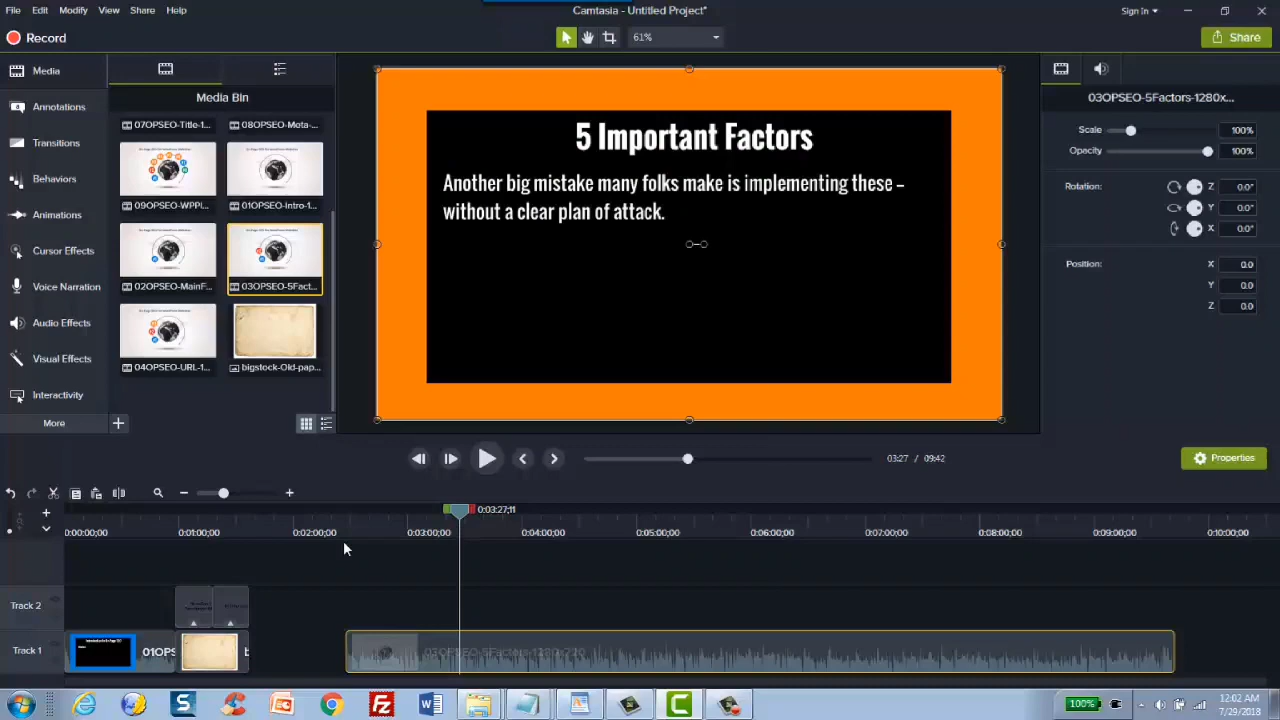 File Edit Modify View Share Help
Camtasia - Untitled Project*
Sign In
Record
61%
Share
Media
Annotations
Transitions
Behaviors
Animations
Cursor Effects
Voice Narration
Audio Effects
Visual Effects
Interactivity
More
Media Bin
07OPSEO-Title-1... 08OPSEO-Meta-...
09OPSEO-WPPl... 01OPSEO-Intro-1...
02OPSEO-MainF... 03OPSEO-5Fact...
04OPSEO-URL-1... bigstock-Old-pap...
5 Important Factors
Another big mistake many folks make is implementing these –
without a clear plan of attack.
03OPSEO-5Factors-1280x...
Scale 100%
Opacity 100%
Rotation: Z 0.0°
Y 0.0°
X 0.0°
Position: X 0.0
Y 0.0
Z 0.0
03:27 / 09:42
Properties
0:03:27;11
0:00:00;00 0:01:00;00 0:02:00;00 0:03:00;00 0:04:00;00 0:05:00;00 0:06:00;00 0:07:00;00 0:08:00;00 0:09:00;00 0:10:00;00
Track 2
Track 1
01OPS
03OPSEO-5Factors-1280x720
100%
12:02 AM
7/29/2018